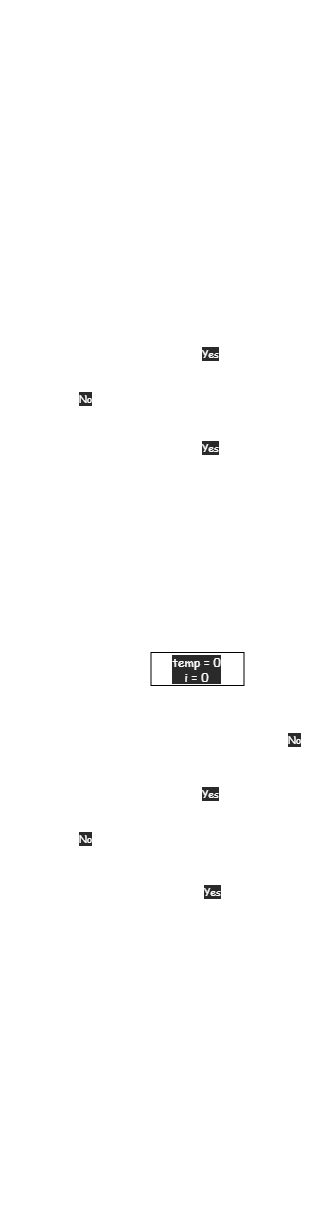 Yes
No
Yes
temp = 0
i = 0
No
Yes
No
Yes